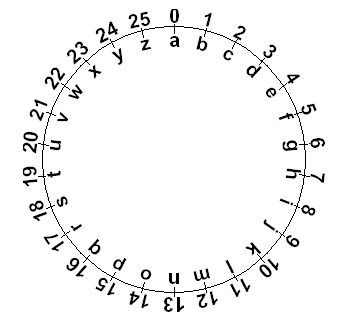 0 1 2 3 4 5 6 7 8 9 10 11 12 13 14 15 16 17 18 19 20 21 22 23 24 25
a b c d e f g h i j k l m n o p q r s t u v w x y z